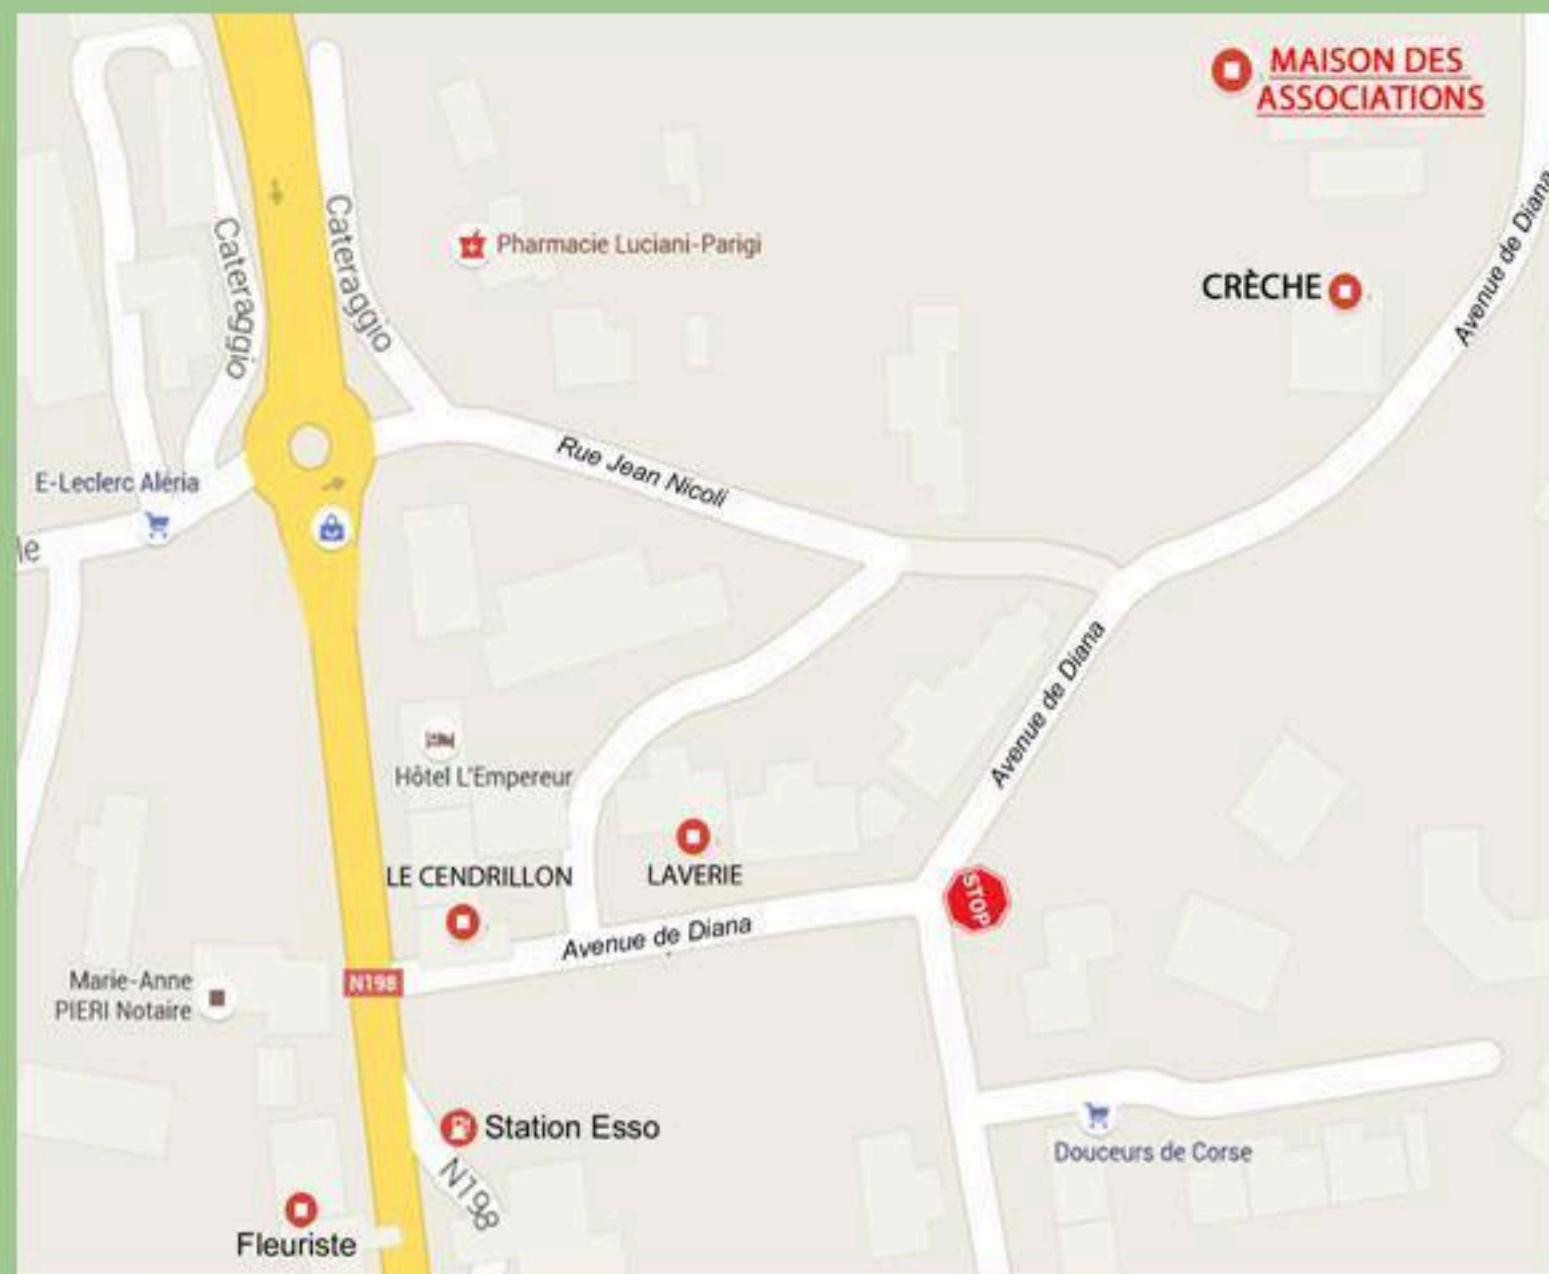 MAISON DES
ASSOCIATIONS
Cateraggio
Cateraggio
Pharmacie Luciani-Parigi
Avenue de Diana
CRÈCHE
E-Leclerc Aléria
Rue Jean Nicoli
le
Avenue de Diana
Hôtel L'Empereur
LE CENDRILLON
LAVERIE
STOP
Avenue de Diana
N198
Marie-Anne
PIERI Notaire
Station Esso
Douceurs de Corse
N198
Fleuriste